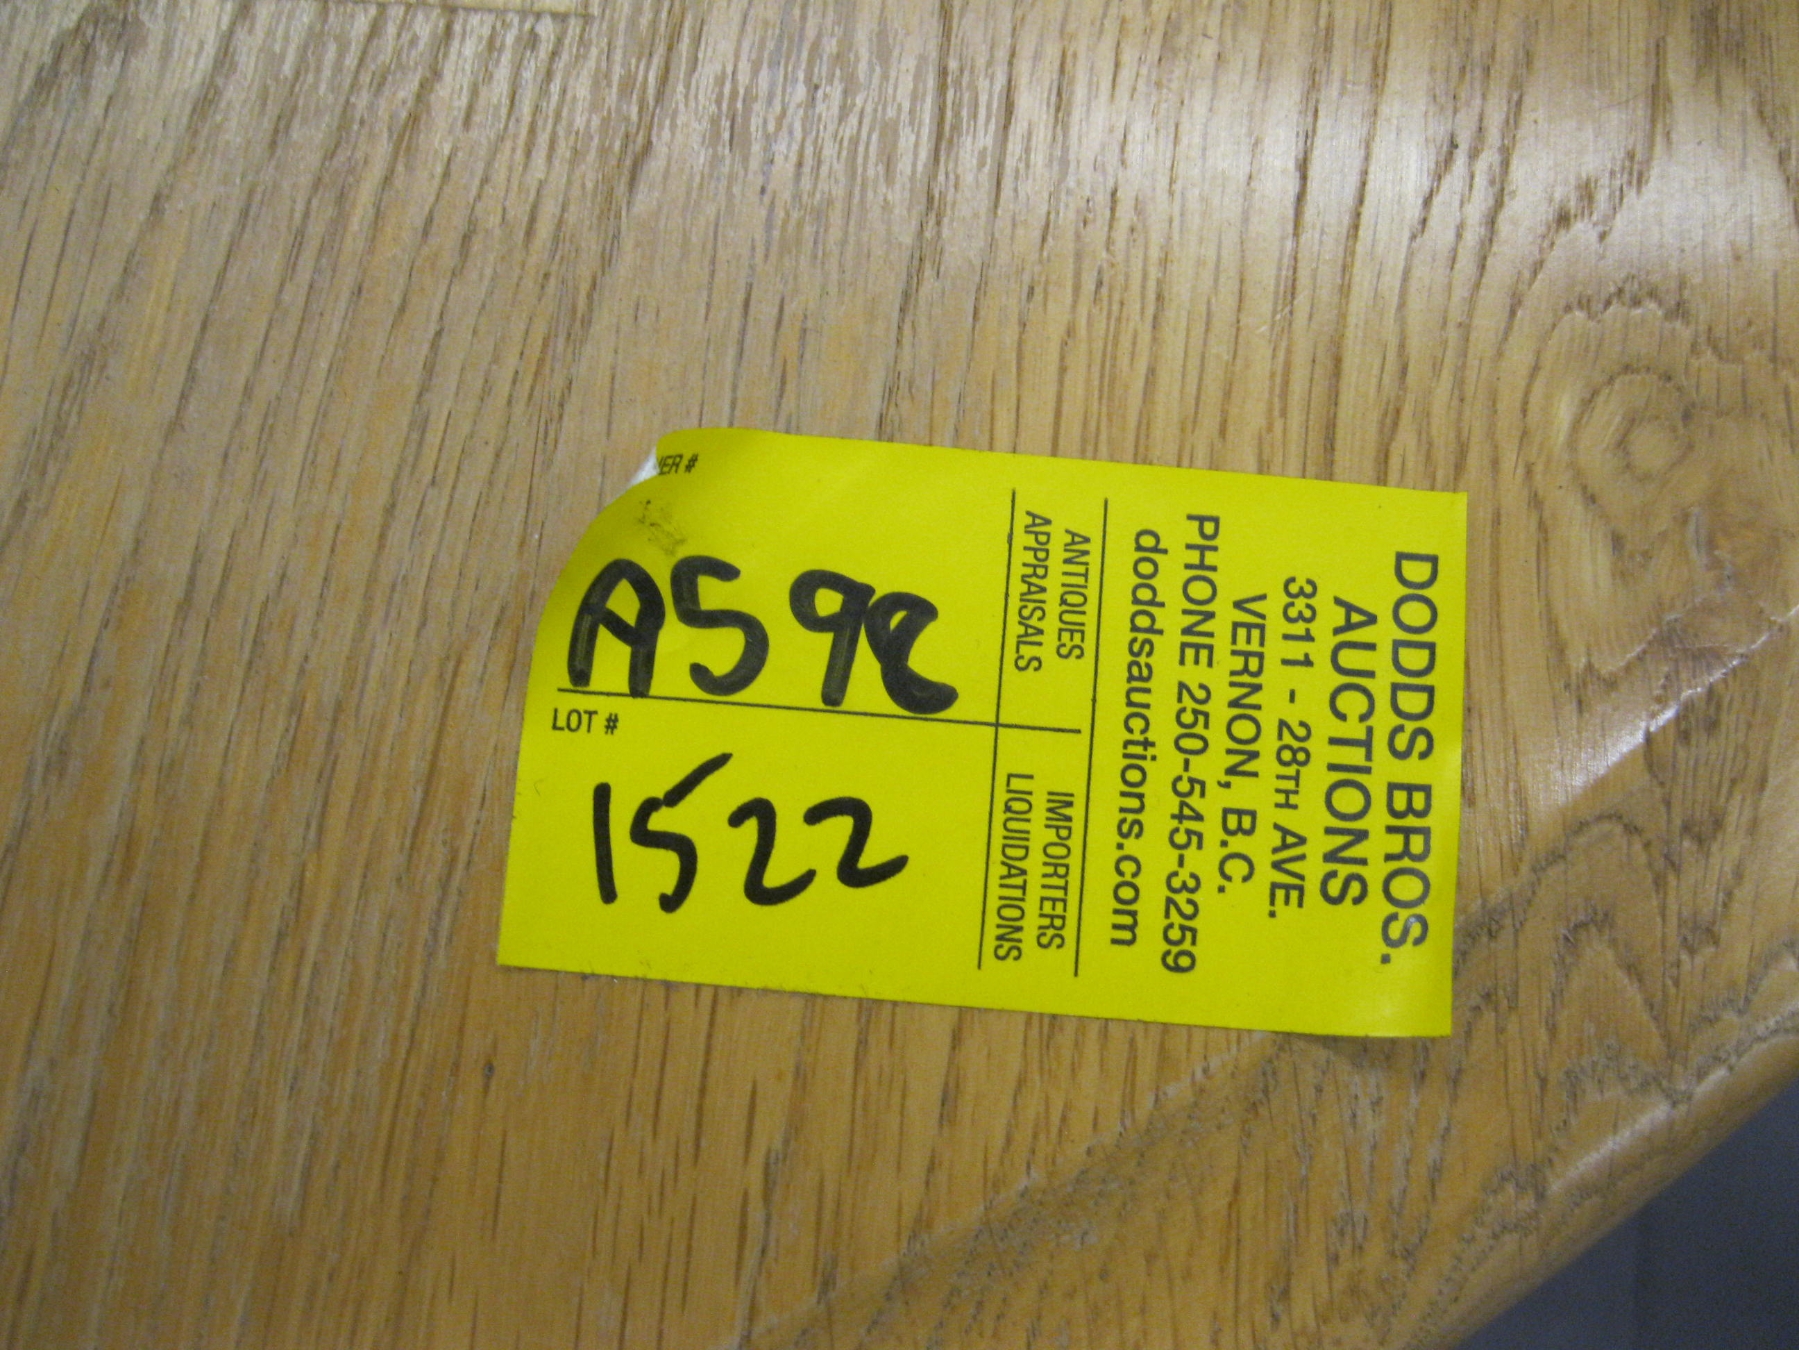 DODDS BROS.
AUCTIONS
3311 - 28TH AVE.
VERNON, B.C.
PHONE 250-545-3259
doddsauctions.com
ANTIQUES
APPRAISALS
IMPORTERS
LIQUIDATIONS
#
LOT #
1522